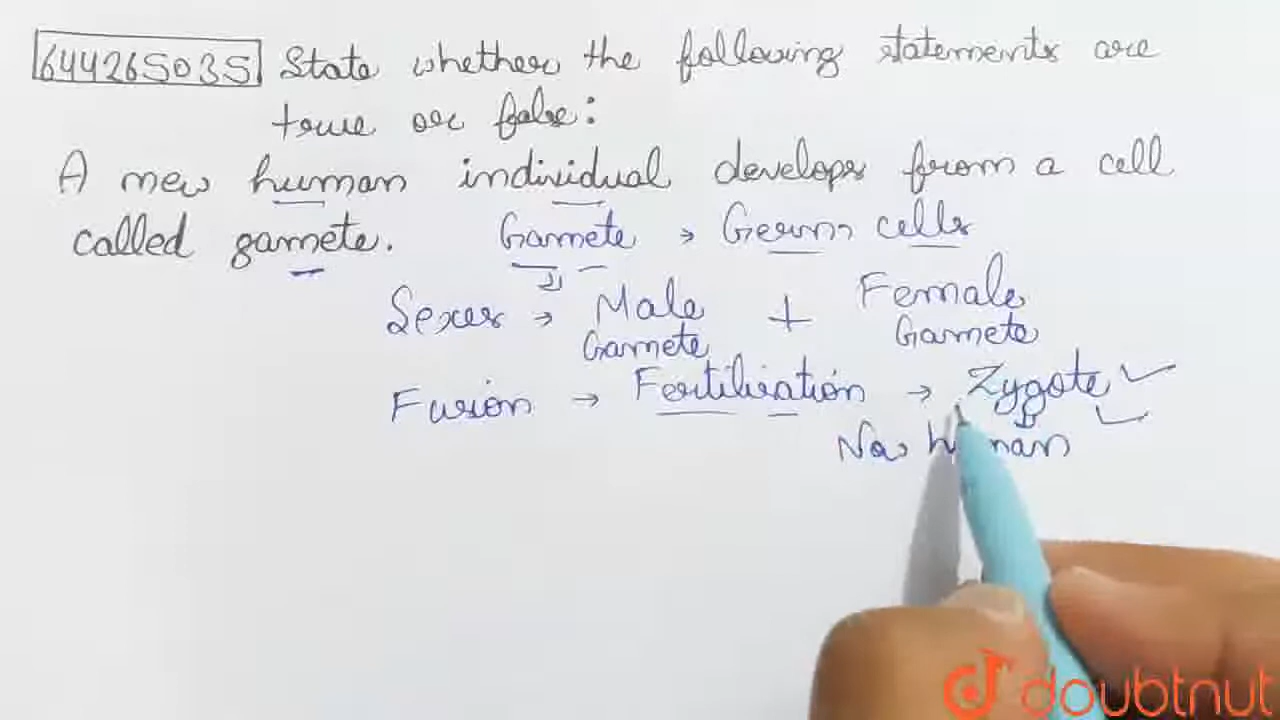 644265035 State whether the following statements are
true or false:
A new human individual develops from a cell
called gamete. Gamete → Germ cells
Sexes → Male + Female
Gamete Gamete
Fusion → Fertilisation → Zygote ✓
New human
doubtnut